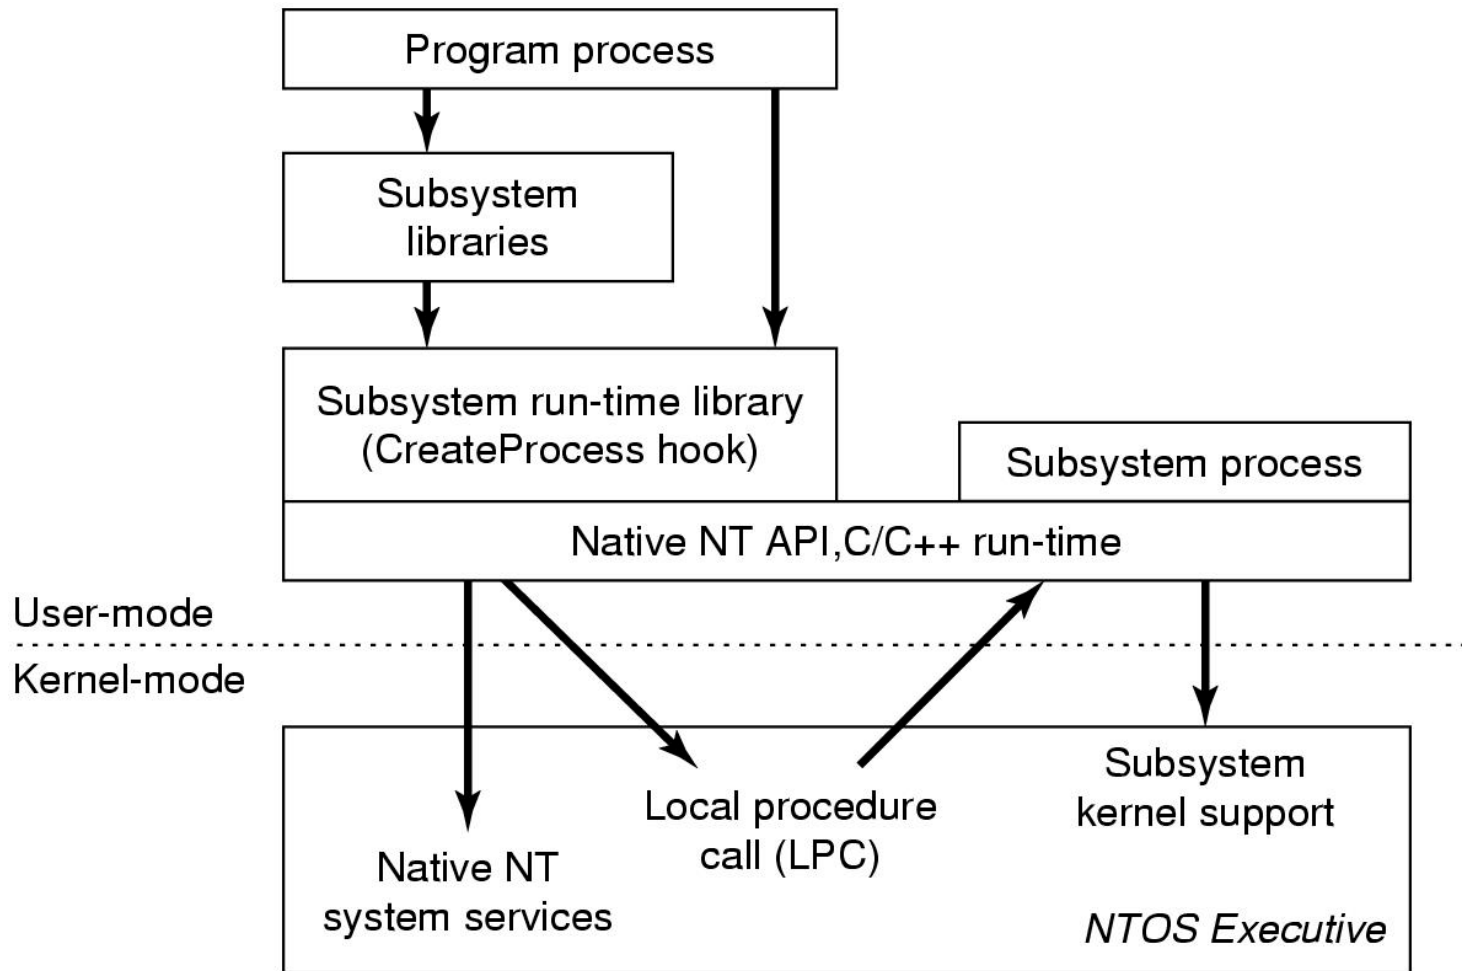 Program process
Subsystem
libraries
Subsystem run-time library
(CreateProcess hook)
Subsystem process
Native NT API,C/C++ run-time
User-mode
Kernel-mode
Subsystem
kernel support
Local procedure
call (LPC)
Native NT
system services
NTOS Executive